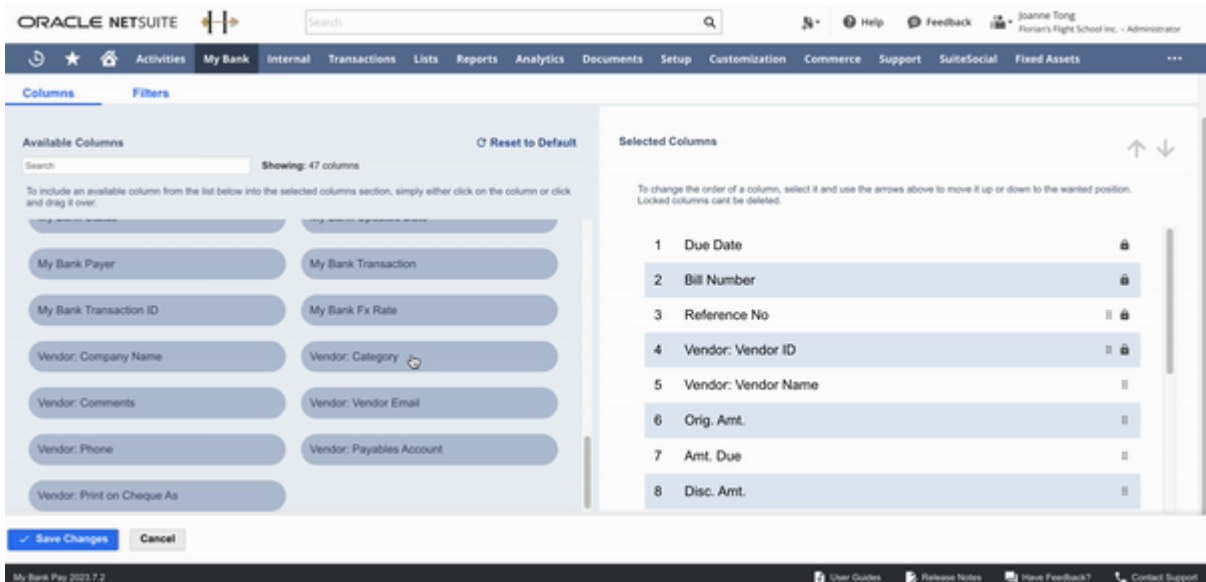 ORACLE NETSUITE
Search
Help
Feedback
Joanne Tong
Florian's Flight School Inc. - Administrator
Activities
My Bank
Internal
Transactions
Lists
Reports
Analytics
Documents
Setup
Customization
Commerce
Support
SuiteSocial
Fixed Assets
Columns
Filters
Available Columns
Reset to Default
Search
Showing: 47 columns
To include an available column from the list below into the selected columns section, simply either click on the column or click
and drag it over.
My Bank Status
My Bank Updated Date
My Bank Payer
My Bank Transaction
My Bank Transaction ID
My Bank Fx Rate
Vendor: Company Name
Vendor: Category
Vendor: Comments
Vendor: Vendor Email
Vendor: Phone
Vendor: Payables Account
Vendor: Print on Cheque As
Selected Columns
To change the order of a column, select it and use the arrows above to move it up or down to the wanted position.
Locked columns cant be deleted.
1 Due Date
2 Bill Number
3 Reference No
4 Vendor: Vendor ID
5 Vendor: Vendor Name
6 Orig. Amt.
7 Amt. Due
8 Disc. Amt.
Save Changes
Cancel
My Bank Pay 2023.7.2
User Guides
Release Notes
Have Feedback?
Contact Support